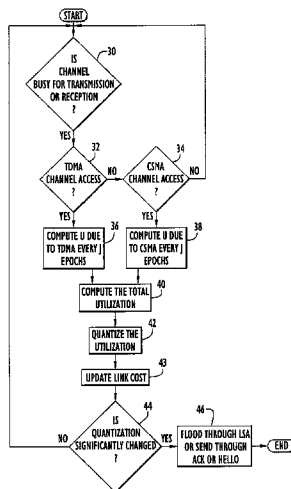 START
30
IS
CHANNEL
BUSY FOR TRANSMISSION
OR RECEPTION
?
YES
32
34
TDMA
CHANNEL ACCESS
?
NO
CSMA
CHANNEL ACCESS
?
NO
YES
36
YES
38
COMPUTE U DUE
TO TDMA EVERY J
EPOCHS
COMPUTE U DUE
TO CSMA EVERY J
EPOCHS
40
COMPUTE THE TOTAL
UTILIZATION
42
QUANTIZE THE
UTILIZATION
43
UPDATE LINK COST
44
IS
QUANTIZATION
SIGNIFICANTLY CHANGED
?
NO
YES
46
FLOOD THROUGH LSA
OR SEND THROUGH
ACK OR HELLO
END